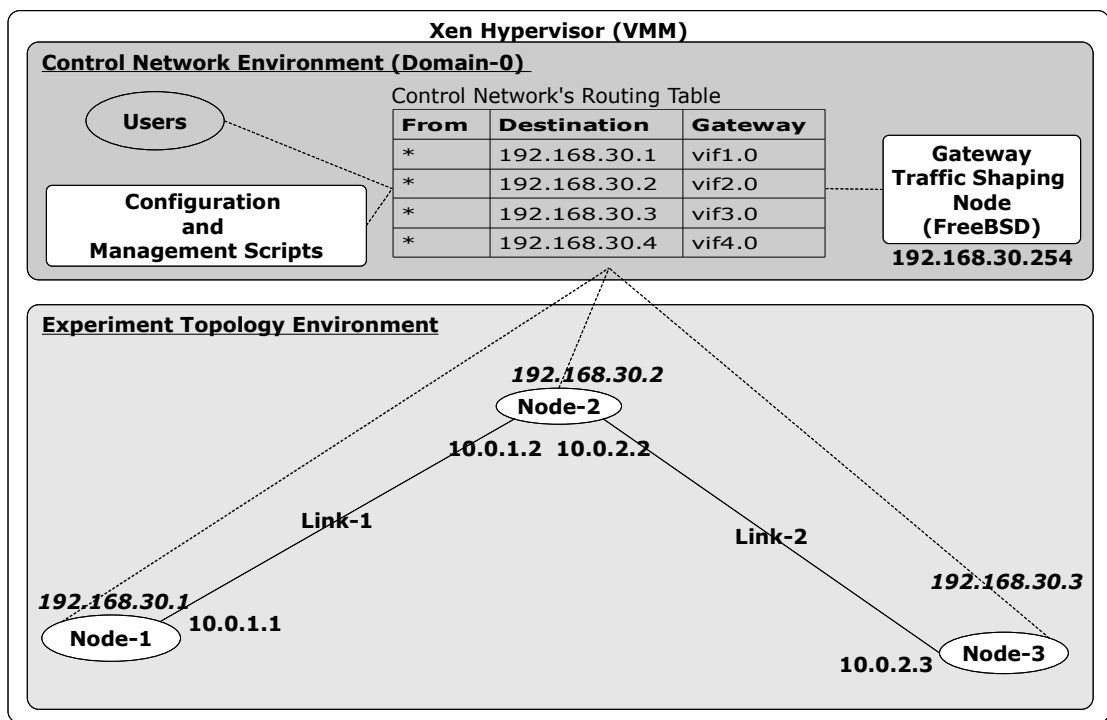 Xen Hypervisor (VMM)
Control Network Environment (Domain-0)
Control Network's Routing Table
Users
From Destination Gateway
* 192.168.30.1 vif1.0
* 192.168.30.2 vif2.0
* 192.168.30.3 vif3.0
* 192.168.30.4 vif4.0
Configuration
and
Management Scripts
Gateway
Traffic Shaping
Node
(FreeBSD)
192.168.30.254
Experiment Topology Environment
192.168.30.2
Node-2
10.0.1.2 10.0.2.2
Link-1
Link-2
192.168.30.1
Node-1
10.0.1.1
192.168.30.3
Node-3
10.0.2.3